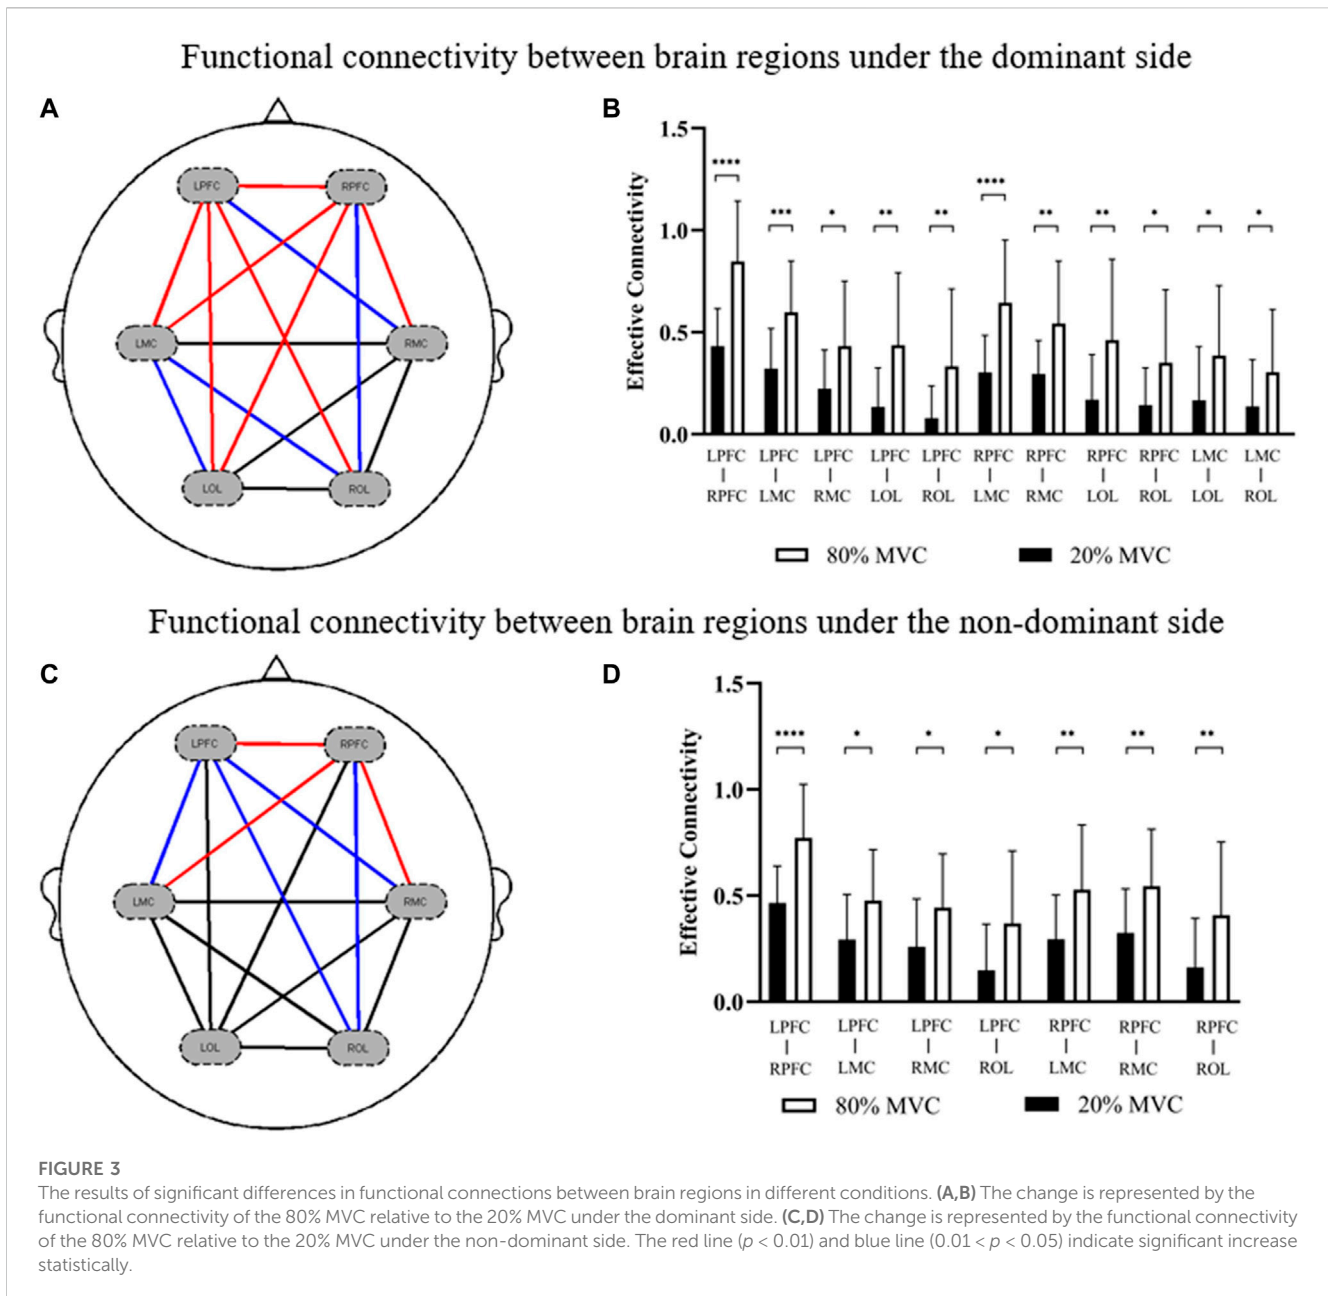 Functional connectivity between brain regions under the dominant side
A
LPFC RPFC
LMC RMC
LOL ROL
B
Effective Connectivity
1.5
1.0
0.5
0.0
**** *** * ** ** **** ** ** * * *
LPFC LPFC LPFC LPFC LPFC RPFC RPFC RPFC RPFC LMC LMC
| | | | | | | | | | |
RPFC LMC RMC LOL ROL LMC RMC LOL ROL LOL ROL
80% MVC 20% MVC
Functional connectivity between brain regions under the non-dominant side
C
LPFC RPFC
LMC RMC
LOL ROL
D
Effective Connectivity
1.5
1.0
0.5
0.0
**** * * * ** ** **
LPFC LPFC LPFC LPFC RPFC RPFC RPFC
| | | | | | |
RPFC LMC RMC ROL LMC RMC ROL
80% MVC 20% MVC
FIGURE 3
The results of significant differences in functional connections between brain regions in different conditions. (A,B) The change is represented by the
functional connectivity of the 80% MVC relative to the 20% MVC under the dominant side. (C,D) The change is represented by the functional connectivity
of the 80% MVC relative to the 20% MVC under the non-dominant side. The red line (p < 0.01) and blue line (0.01 < p < 0.05) indicate significant increase
statistically.